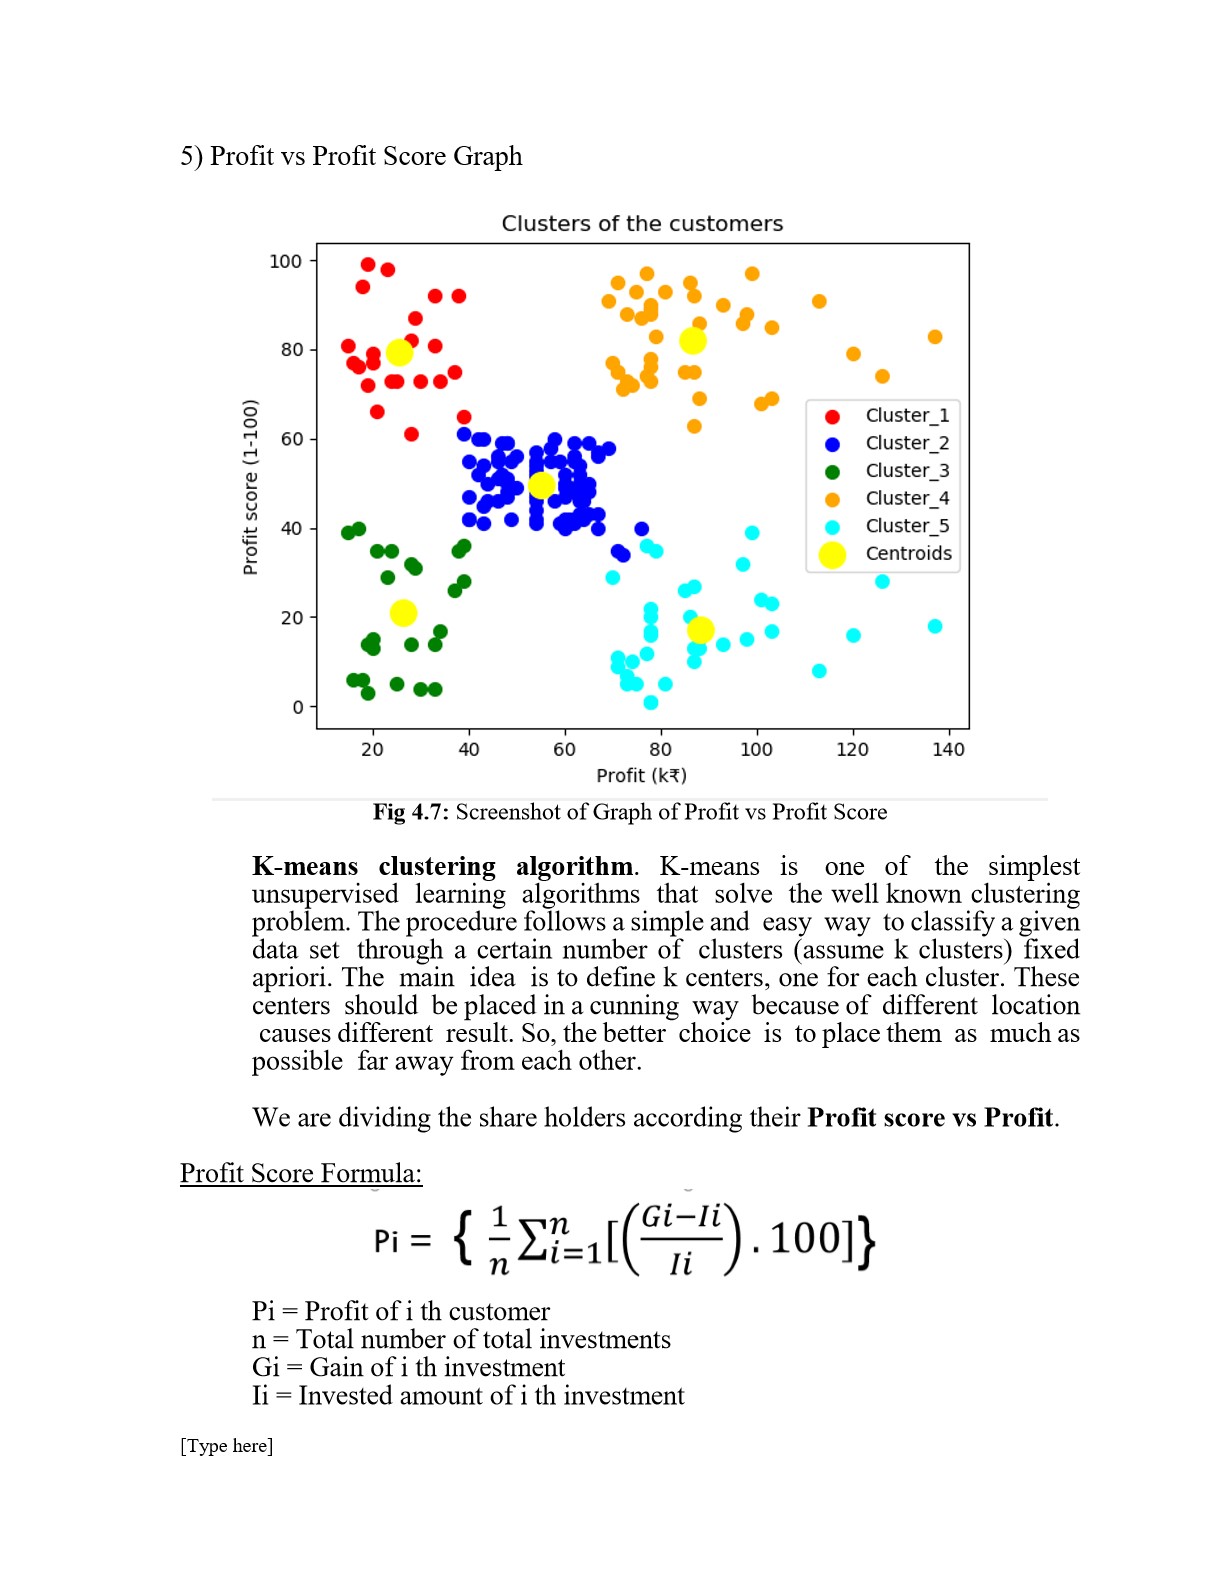 5) Profit vs Profit Score Graph
Clusters of the customers
100
80
60
40
20
0
Profit score (1-100)
Cluster_1
Cluster_2
Cluster_3
Cluster_4
Cluster_5
Centroids
20 40 60 80 100 120 140
Profit (k₹)
Fig 4.7: Screenshot of Graph of Profit vs Profit Score
K-means clustering algorithm. K-means is one of the simplest
unsupervised learning algorithms that solve the well known clustering
problem. The procedure follows a simple and easy way to classify a given
data set through a certain number of clusters (assume k clusters) fixed
apriori. The main idea is to define k centers, one for each cluster. These
centers should be placed in a cunning way because of different location
causes different result. So, the better choice is to place them as much as
possible far away from each other.
We are dividing the share holders according their Profit score vs Profit.
Profit Score Formula:
Pi = { 1/n ∑ⁿᵢ₌₁[((Gi−Ii)/Ii) . 100]}
Pi = Profit of i th customer
n = Total number of total investments
Gi = Gain of i th investment
Ii = Invested amount of i th investment
[Type here]